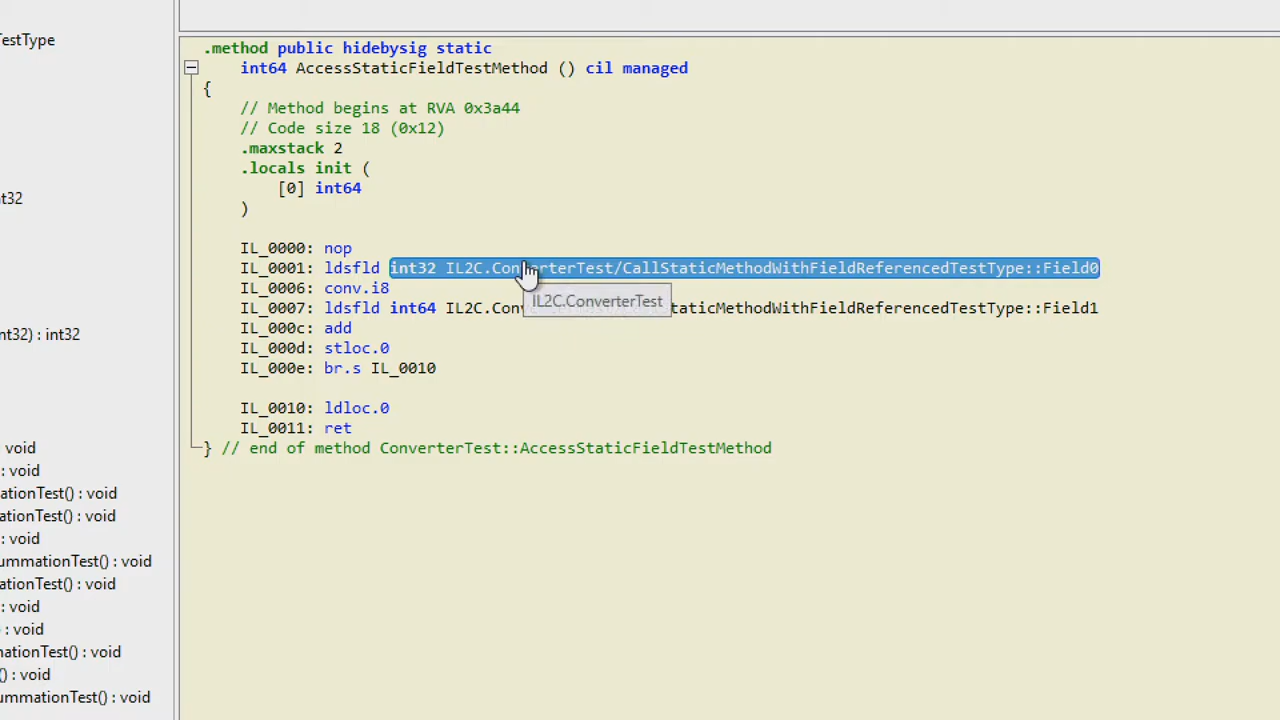 estType
.method public hidebysig static
int64 AccessStaticFieldTestMethod () cil managed
{
// Method begins at RVA 0x3a44
// Code size 18 (0x12)
.maxstack 2
.locals init (
[0] int64
)
IL_0000: nop
IL_0001: ldsfld int32 IL2C.ConverterTest/CallStaticMethodWithFieldReferencedTestType::Field0
IL_0006: conv.i8
IL2C.ConverterTest
IL_0007: ldsfld int64 IL2C.Conv taticMethodWithFieldReferencedTestType::Field1
IL_000c: add
IL_000d: stloc.0
IL_000e: br.s IL_0010
IL_0010: ldloc.0
IL_0011: ret
} // end of method ConverterTest::AccessStaticFieldTestMethod
nt32
nt32) : int32
: void
: void
ationTest() : void
ationTest() : void
: void
ummationTest() : void
ationTest() : void
: void
) : void
mationTest() : void
() : void
ummationTest() : void